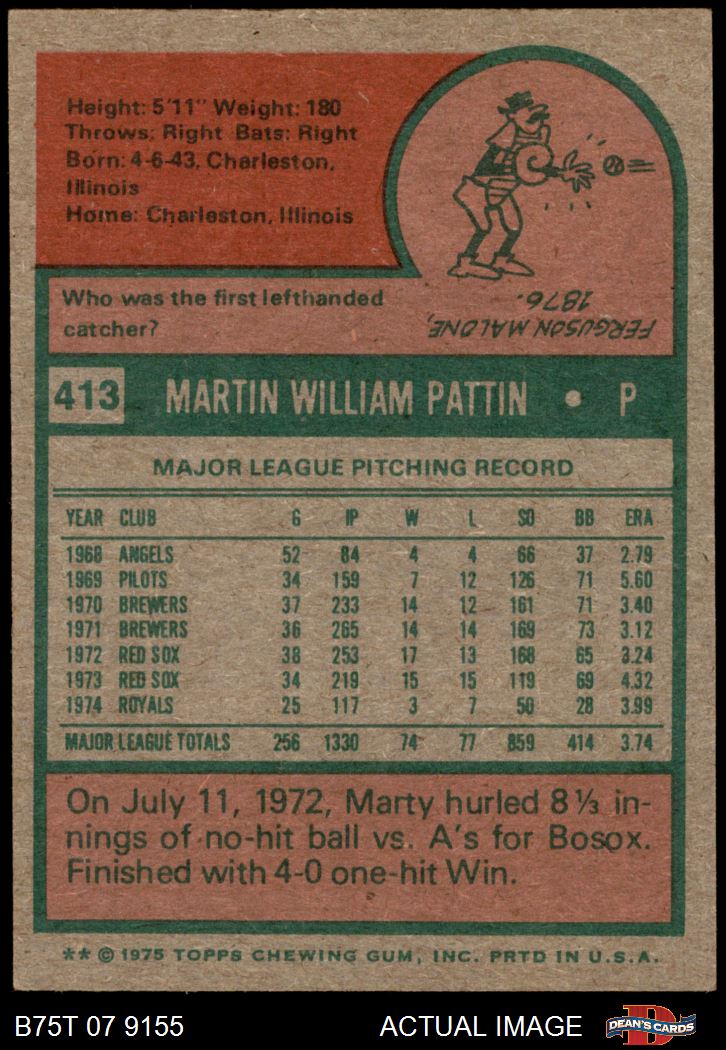 Height: 5'11" Weight: 180
Throws: Right Bats: Right
Born: 4-6-43, Charleston,
Illinois
Home: Charleston, Illinois
Who was the first lefthanded
catcher?
FERGUSON MALONE,
1876.
413 MARTIN WILLIAM PATTIN • P
MAJOR LEAGUE PITCHING RECORD
YEAR CLUB G IP W L SO BB ERA
1968 ANGELS 52 84 4 4 66 37 2.79
1969 PILOTS 34 159 7 12 126 71 5.60
1970 BREWERS 37 233 14 12 161 71 3.40
1971 BREWERS 36 265 14 14 169 73 3.12
1972 RED SOX 38 253 17 13 168 65 3.24
1973 RED SOX 34 219 15 15 119 69 4.32
1974 ROYALS 25 117 3 7 50 28 3.99
MAJOR LEAGUE TOTALS 256 1330 74 77 859 414 3.74
On July 11, 1972, Marty hurled 8⅓ in-
nings of no-hit ball vs. A's for Bosox.
Finished with 4-0 one-hit Win.
** © 1975 TOPPS CHEWING GUM, INC. PRTD IN U.S.A.
B75T 07 9155 ACTUAL IMAGE DEAN'S CARDS